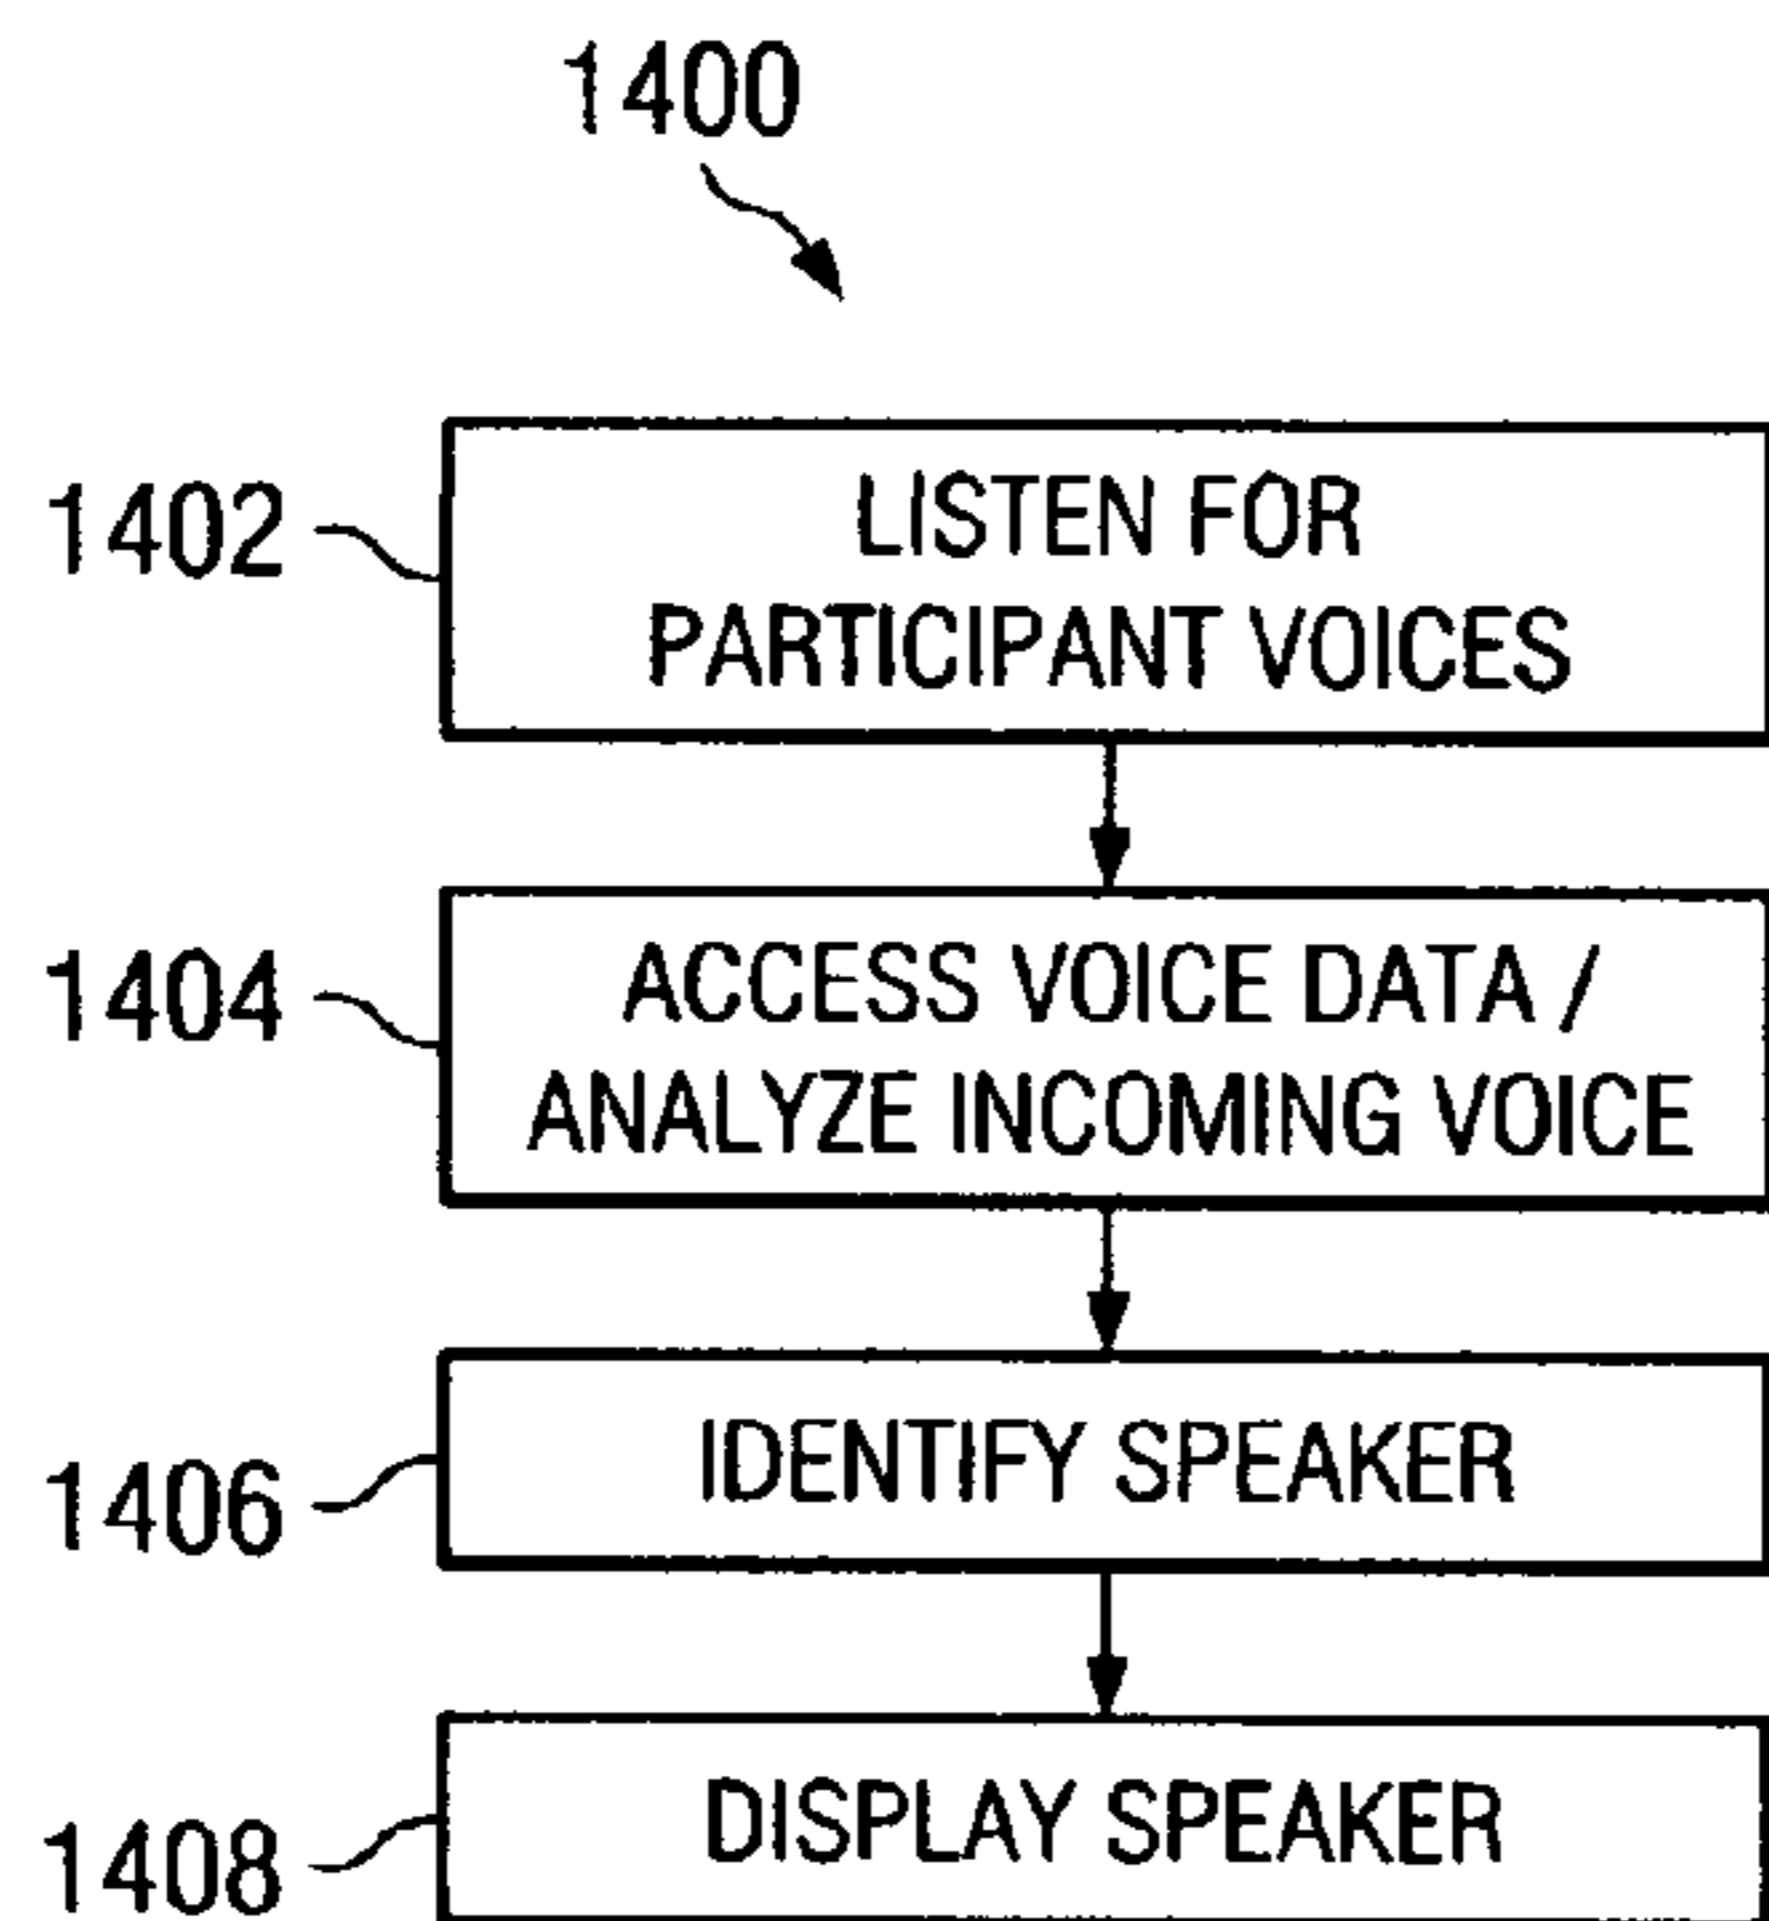 1400
1402
LISTEN FOR
PARTICIPANT VOICES
1404
ACCESS VOICE DATA /
ANALYZE INCOMING VOICE
1406
IDENTIFY SPEAKER
1408
DISPLAY SPEAKER